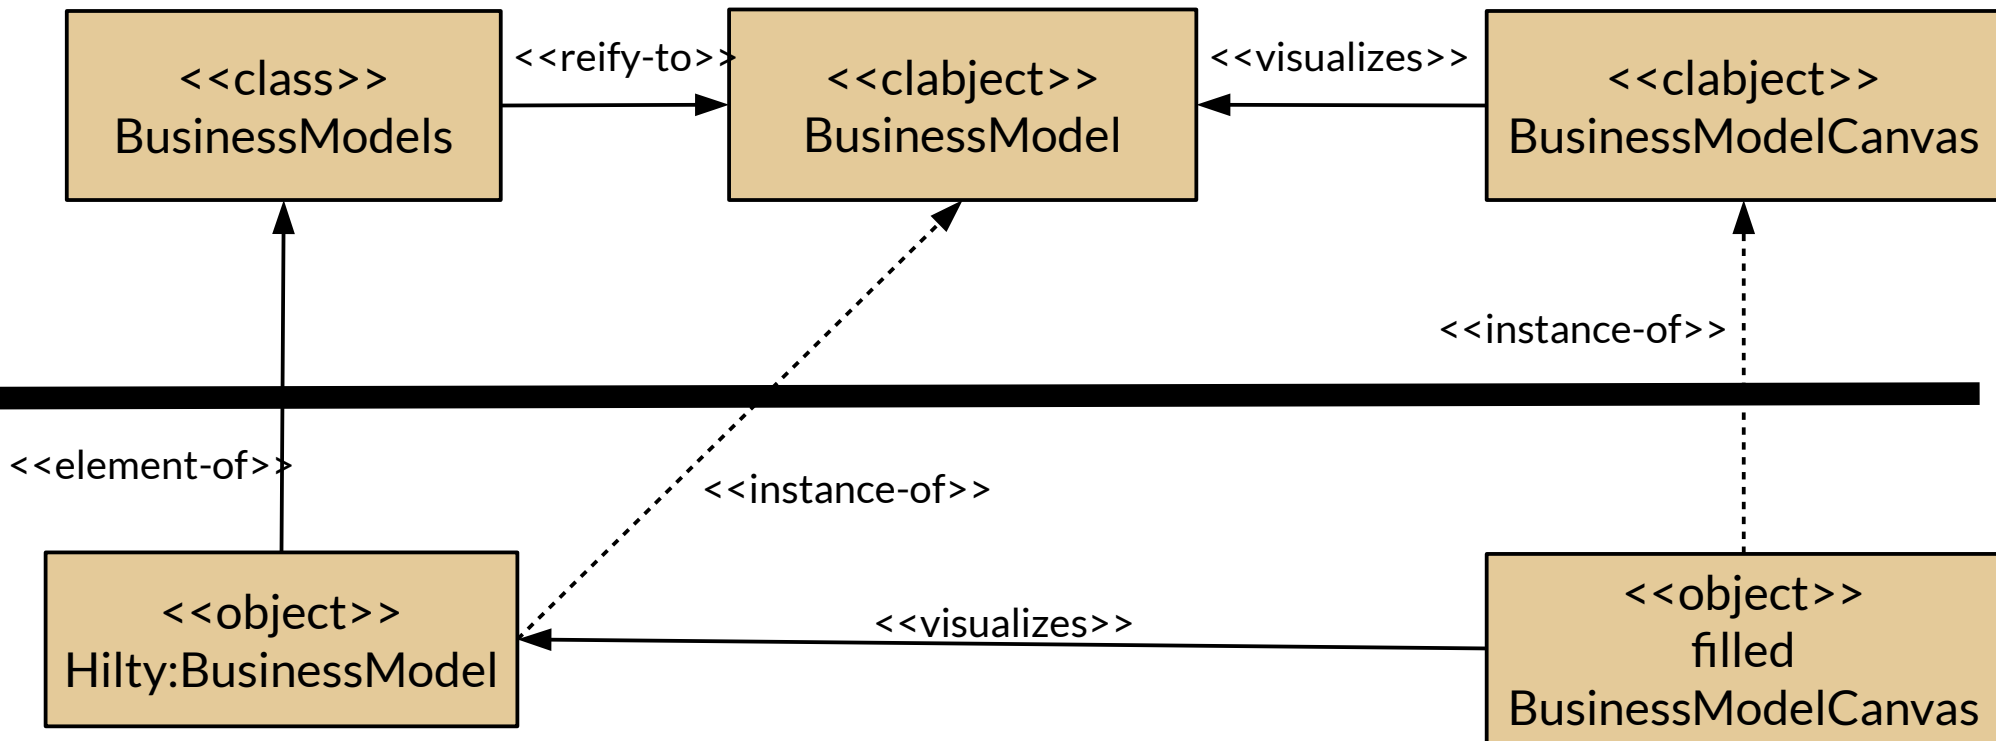 <<class>>
BusinessModels
<<reify-to>>
<<clabject>>
BusinessModel
<<visualizes>>
<<clabject>>
BusinessModelCanvas
<<instance-of>>
<<element-of>>
<<instance-of>>
<<object>>
Hilty:BusinessModel
<<visualizes>>
<<object>>
filled
BusinessModelCanvas